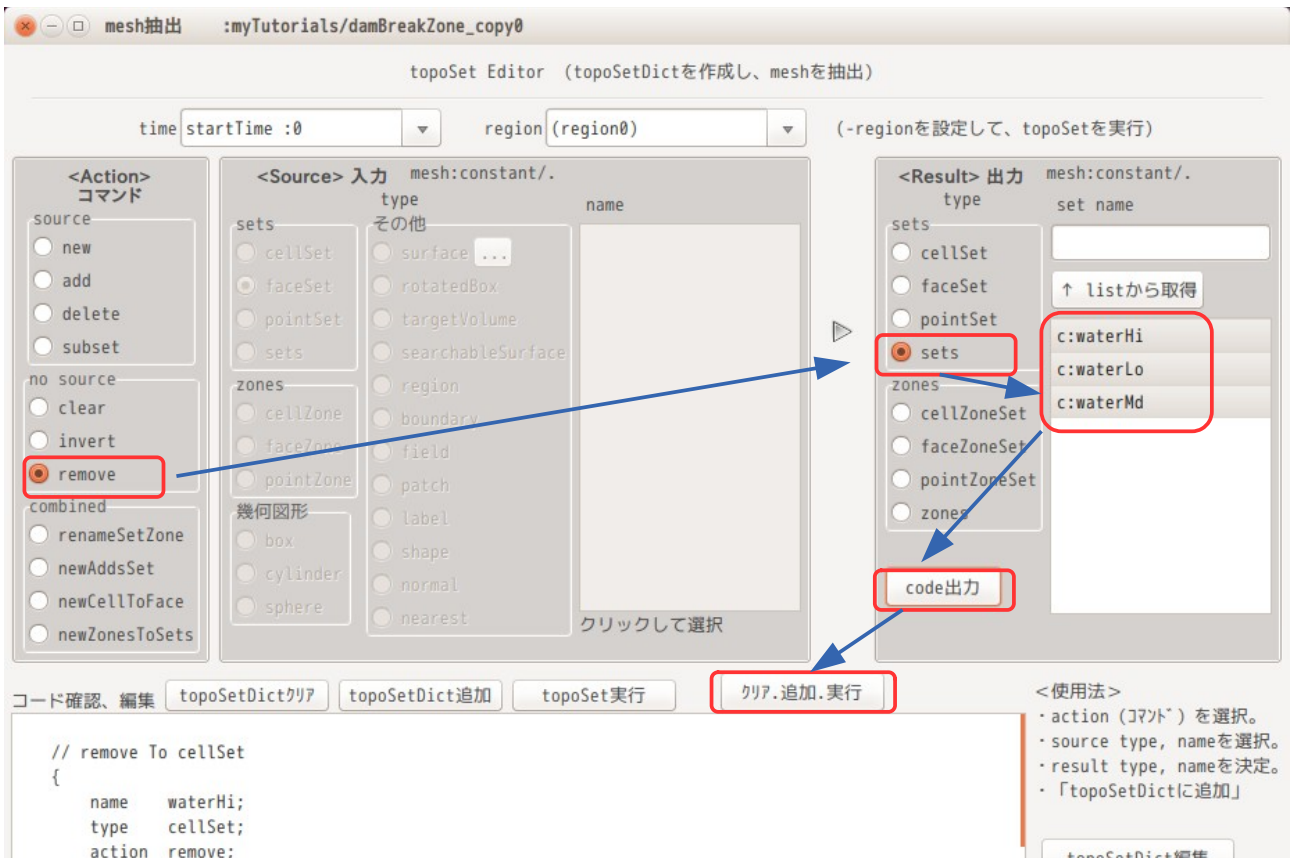 mesh抽出 :myTutorials/damBreakZone_copy0
topoSet Editor (topoSetDictを作成し、meshを抽出)
time startTime :0 region (region0) (-regionを設定して、topoSetを実行)
<Action>
コマンド
source
new
add
delete
subset
no source
clear
invert
remove
combined
renameSetZone
newAddsSet
newCellToFace
newZonesToSets
<Source> 入力 mesh:constant/.
type
name
sets
cellSet
faceSet
pointSet
sets
zones
cellZone
faceZone
pointZone
幾何図形
box
cylinder
sphere
その他
surface ...
rotatedBox
targetVolume
searchableSurface
region
boundary
field
patch
label
shape
normal
nearest
クリックして選択
<Result> 出力 mesh:constant/.
type
set name
sets
cellSet
faceSet
pointSet
sets
zones
cellZoneSet
faceZoneSet
pointZoneSet
zones
↑ listから取得
c:waterHi
c:waterLo
c:waterMd
code出力
コード確認、編集 topoSetDictｸﾘｱ topoSetDict追加 topoSet実行 ｸﾘｱ.追加.実行
// remove To cellSet
{
name waterHi;
type cellSet;
action remove;
<使用法>
・action (ｺﾏﾝﾄﾞ) を選択。
・source type, nameを選択。
・result type, nameを決定。
・「topoSetDictに追加」
topoSetDict編集